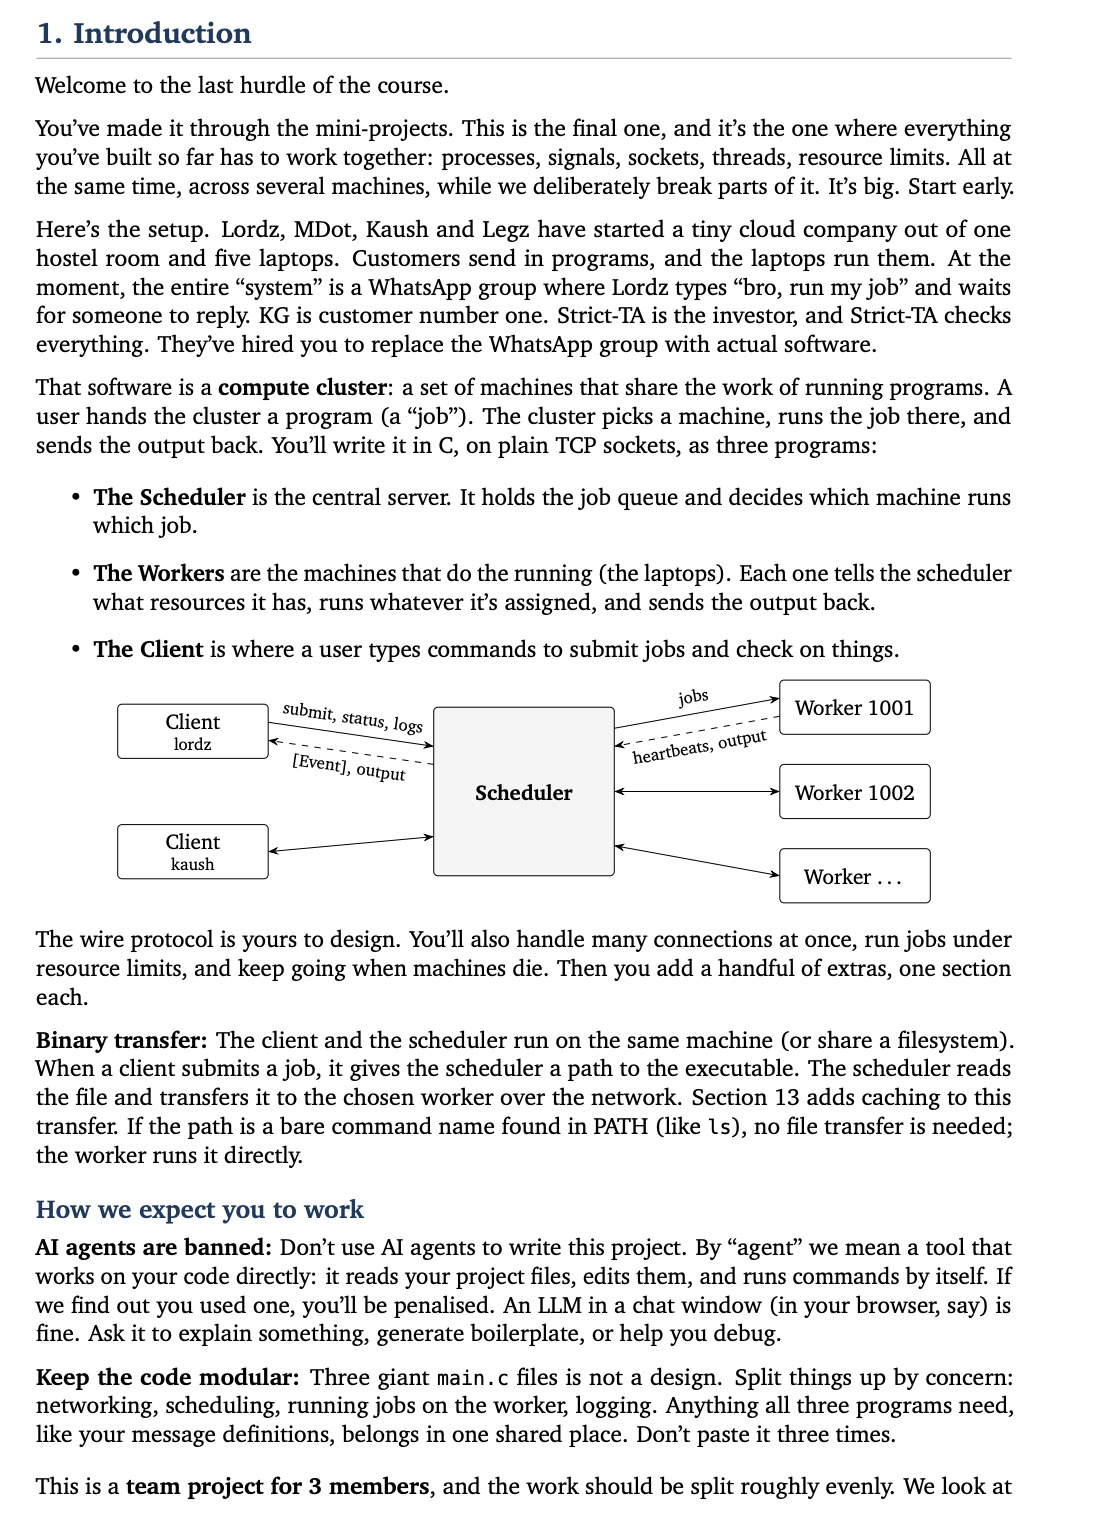 1. Introduction
Welcome to the last hurdle of the course.
You’ve made it through the mini-projects. This is the final one, and it’s the one where everything
you’ve built so far has to work together: processes, signals, sockets, threads, resource limits. All at
the same time, across several machines, while we deliberately break parts of it. It’s big. Start early.
Here’s the setup. Lordz, MDot, Kaush and Legz have started a tiny cloud company out of one
hostel room and five laptops. Customers send in programs, and the laptops run them. At the
moment, the entire “system” is a WhatsApp group where Lordz types “bro, run my job” and waits
for someone to reply. KG is customer number one. Strict-TA is the investor, and Strict-TA checks
everything. They’ve hired you to replace the WhatsApp group with actual software.
That software is a compute cluster: a set of machines that share the work of running programs. A
user hands the cluster a program (a “job”). The cluster picks a machine, runs the job there, and
sends the output back. You’ll write it in C, on plain TCP sockets, as three programs:
• The Scheduler is the central server. It holds the job queue and decides which machine runs
which job.
• The Workers are the machines that do the running (the laptops). Each one tells the scheduler
what resources it has, runs whatever it’s assigned, and sends the output back.
• The Client is where a user types commands to submit jobs and check on things.
Client
lordz
submit, status, logs
[Event], output
Client
kaush
Scheduler
jobs
heartbeats, output
Worker 1001
Worker 1002
Worker ...
The wire protocol is yours to design. You’ll also handle many connections at once, run jobs under
resource limits, and keep going when machines die. Then you add a handful of extras, one section
each.
Binary transfer: The client and the scheduler run on the same machine (or share a filesystem).
When a client submits a job, it gives the scheduler a path to the executable. The scheduler reads
the file and transfers it to the chosen worker over the network. Section 13 adds caching to this
transfer. If the path is a bare command name found in PATH (like ls), no file transfer is needed;
the worker runs it directly.
How we expect you to work
AI agents are banned: Don’t use AI agents to write this project. By “agent” we mean a tool that
works on your code directly: it reads your project files, edits them, and runs commands by itself. If
we find out you used one, you’ll be penalised. An LLM in a chat window (in your browser, say) is
fine. Ask it to explain something, generate boilerplate, or help you debug.
Keep the code modular: Three giant main.c files is not a design. Split things up by concern:
networking, scheduling, running jobs on the worker, logging. Anything all three programs need,
like your message definitions, belongs in one shared place. Don’t paste it three times.
This is a team project for 3 members, and the work should be split roughly evenly. We look at